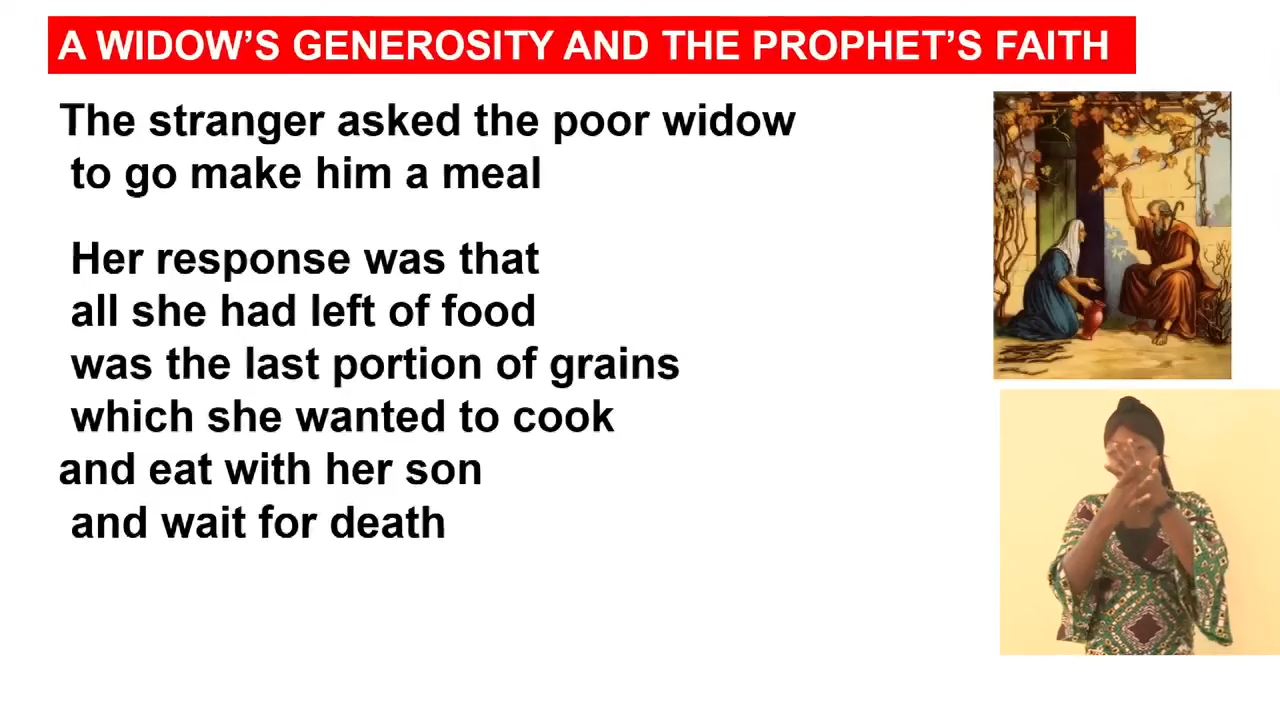 A WIDOW’S GENEROSITY AND THE PROPHET’S FAITH
The stranger asked the poor widow
to go make him a meal
Her response was that
all she had left of food
was the last portion of grains
which she wanted to cook
and eat with her son
and wait for death